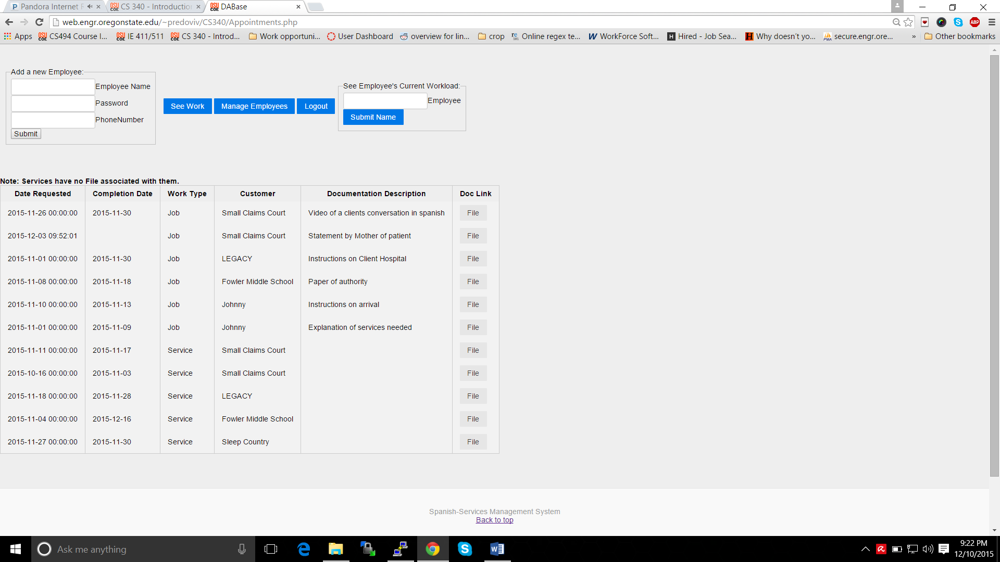 Pandora Internet R
CS 340 - Introduction
DABase
web.engr.oregonstate.edu/~predoviv/CS340/Appointments.php
Apps CS494 Course I... IE 411/511 CS 340 - Introd... Work opportuni... User Dashboard overview for lin... crop Online regex te... WorkForce Soft... Hired - Job Sea... Why doesn't yo... secure.engr.ore... » Other bookmarks
Add a new Employee:
Employee Name
Password
PhoneNumber
Submit
See Work Manage Employees Logout
See Employee's Current Workload:
Employee
Submit Name
Note: Services have no File associated with them.
Date Requested Completion Date Work Type Customer Documentation Description Doc Link
2015-11-26 00:00:00 2015-11-30 Job Small Claims Court Video of a clients conversation in spanish File
2015-12-03 09:52:01 Job Small Claims Court Statement by Mother of patient File
2015-11-01 00:00:00 2015-11-30 Job LEGACY Instructions on Client Hospital File
2015-11-08 00:00:00 2015-11-18 Job Fowler Middle School Paper of authority File
2015-11-10 00:00:00 2015-11-13 Job Johnny Instructions on arrival File
2015-11-01 00:00:00 2015-11-09 Job Johnny Explanation of services needed File
2015-11-11 00:00:00 2015-11-17 Service Small Claims Court File
2015-10-16 00:00:00 2015-11-03 Service Small Claims Court File
2015-11-18 00:00:00 2015-11-28 Service LEGACY File
2015-11-04 00:00:00 2015-12-16 Service Fowler Middle School File
2015-11-27 00:00:00 2015-11-30 Service Sleep Country File
Spanish-Services Management System
Back to top
Ask me anything
9:22 PM
12/10/2015